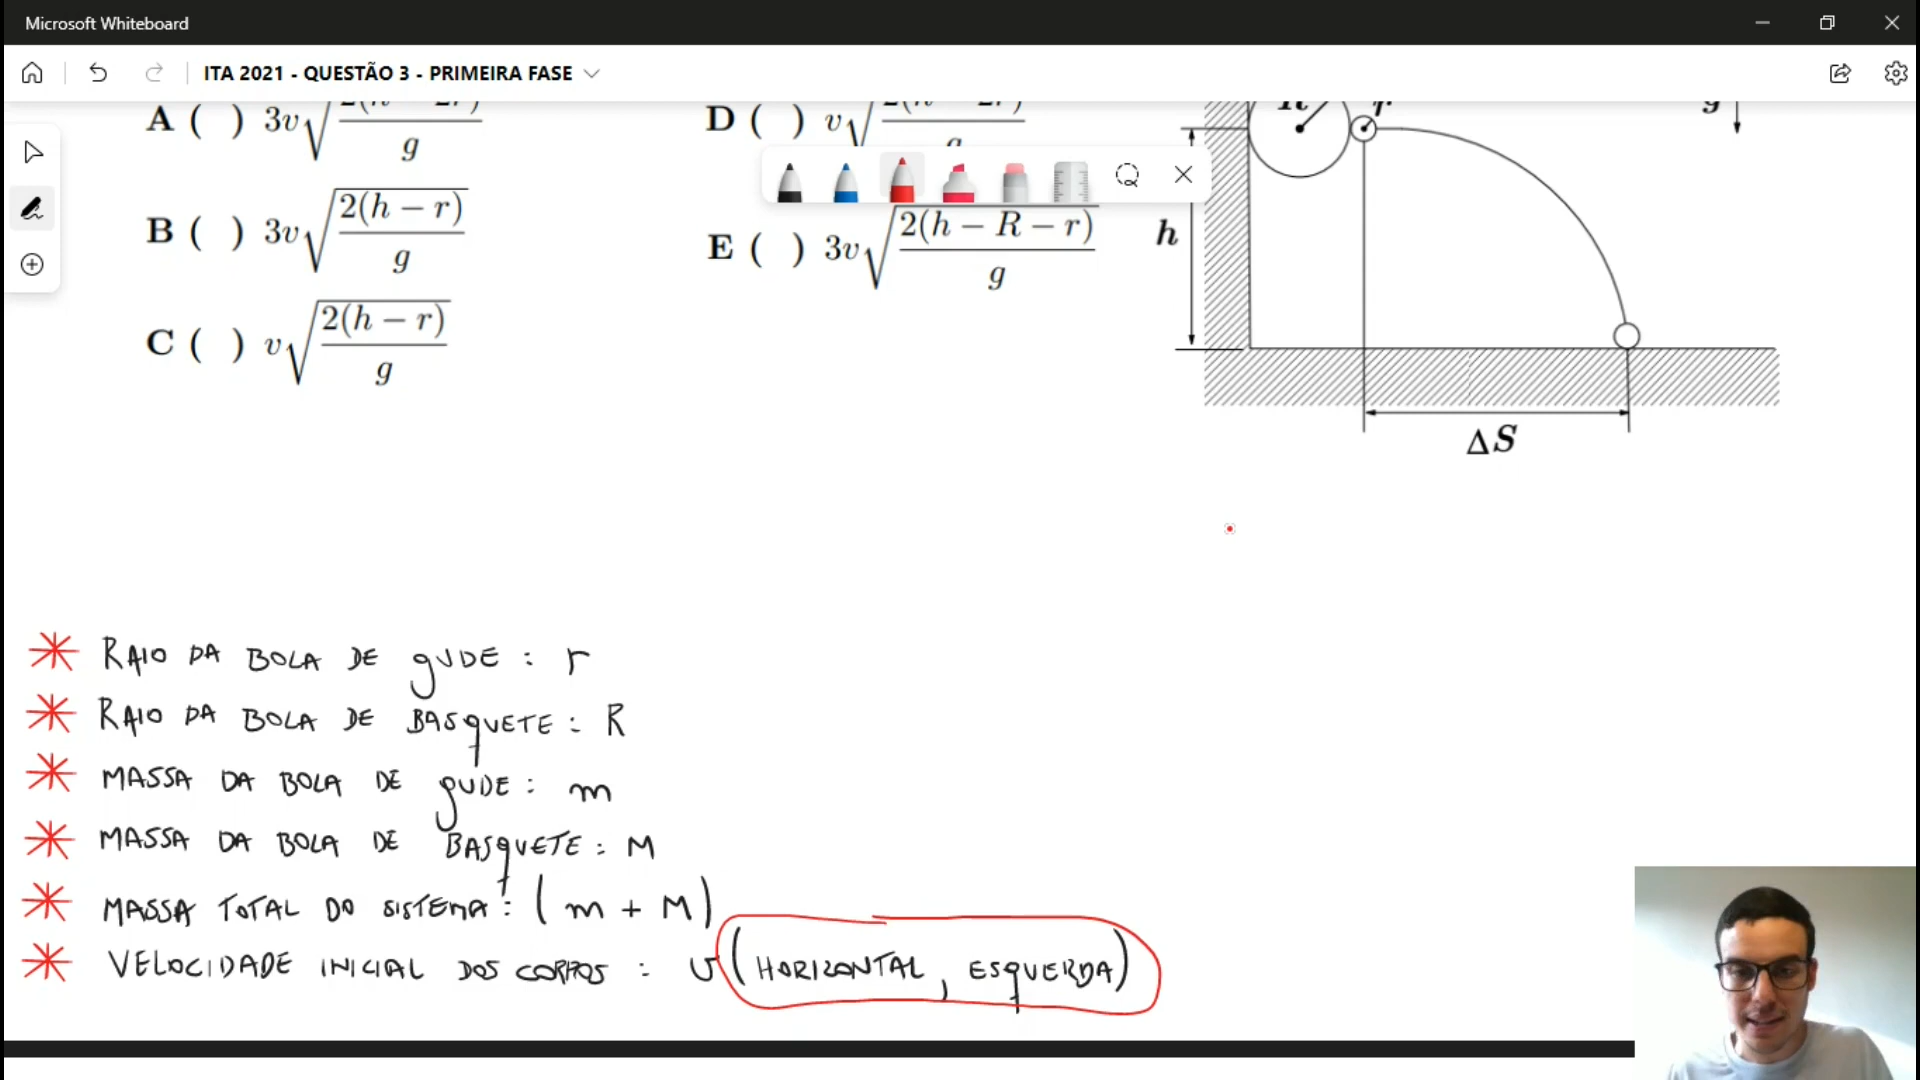 Microsoft Whiteboard
ITA 2021 - QUESTÃO 3 - PRIMEIRA FASE
A ( ) 3v√ g
D ( ) v√
B ( ) 3v√ 2(h − r) / g
E ( ) 3v√ 2(h − R − r) / g
C ( ) v√ 2(h − r) / g
R r g
h
ΔS
RAIO DA BOLA DE GUDE : r
RAIO DA BOLA DE BASQUETE : R
MASSA DA BOLA DE GUDE : m
MASSA DA BOLA DE BASQUETE : M
MASSA TOTAL DO SISTEMA : (m + M)
VELOCIDADE INICIAL DOS CORPOS : v (HORIZONTAL, ESQUERDA)